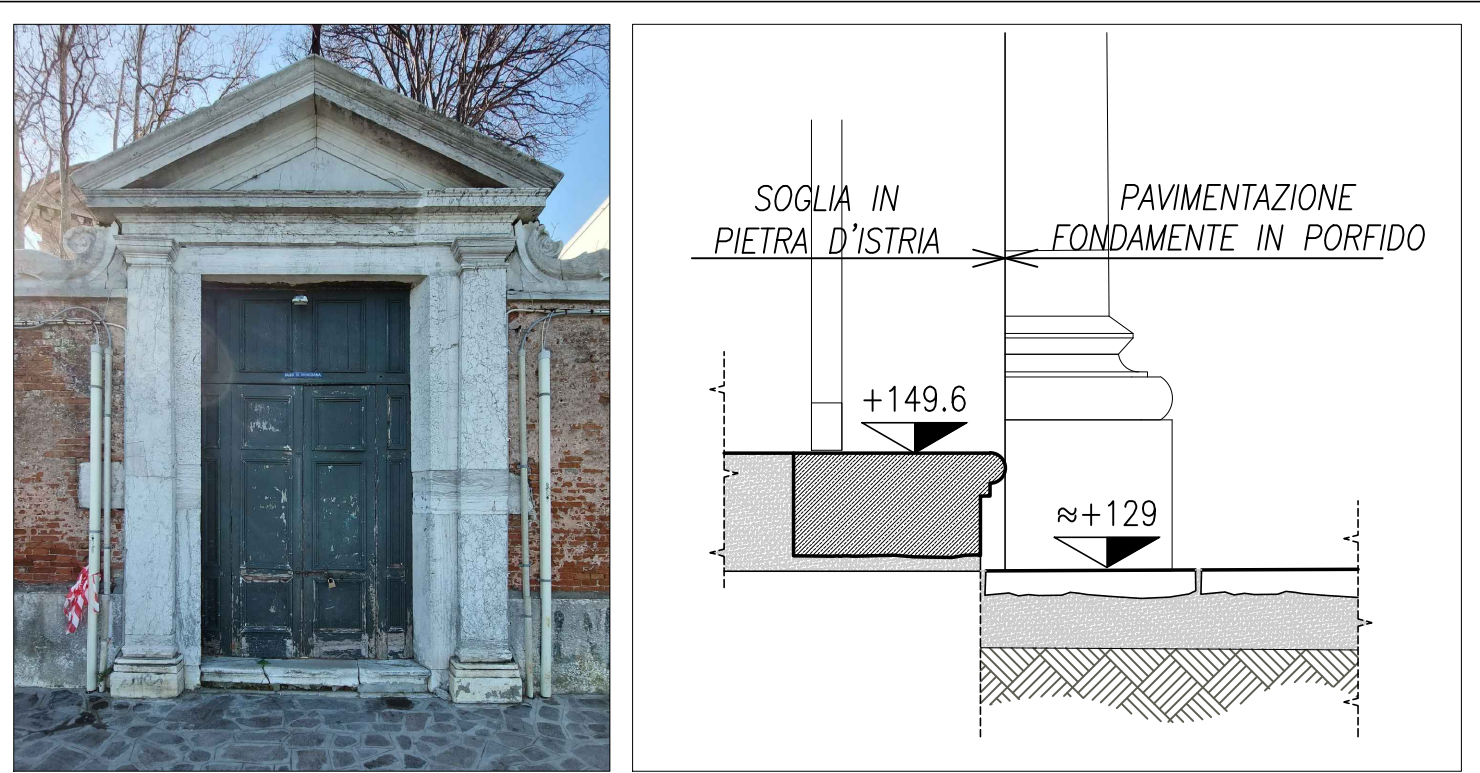 SOGLIA IN
PIETRA D'ISTRIA
PAVIMENTAZIONE
FONDAMENTE IN PORFIDO
+149.6
≈+129